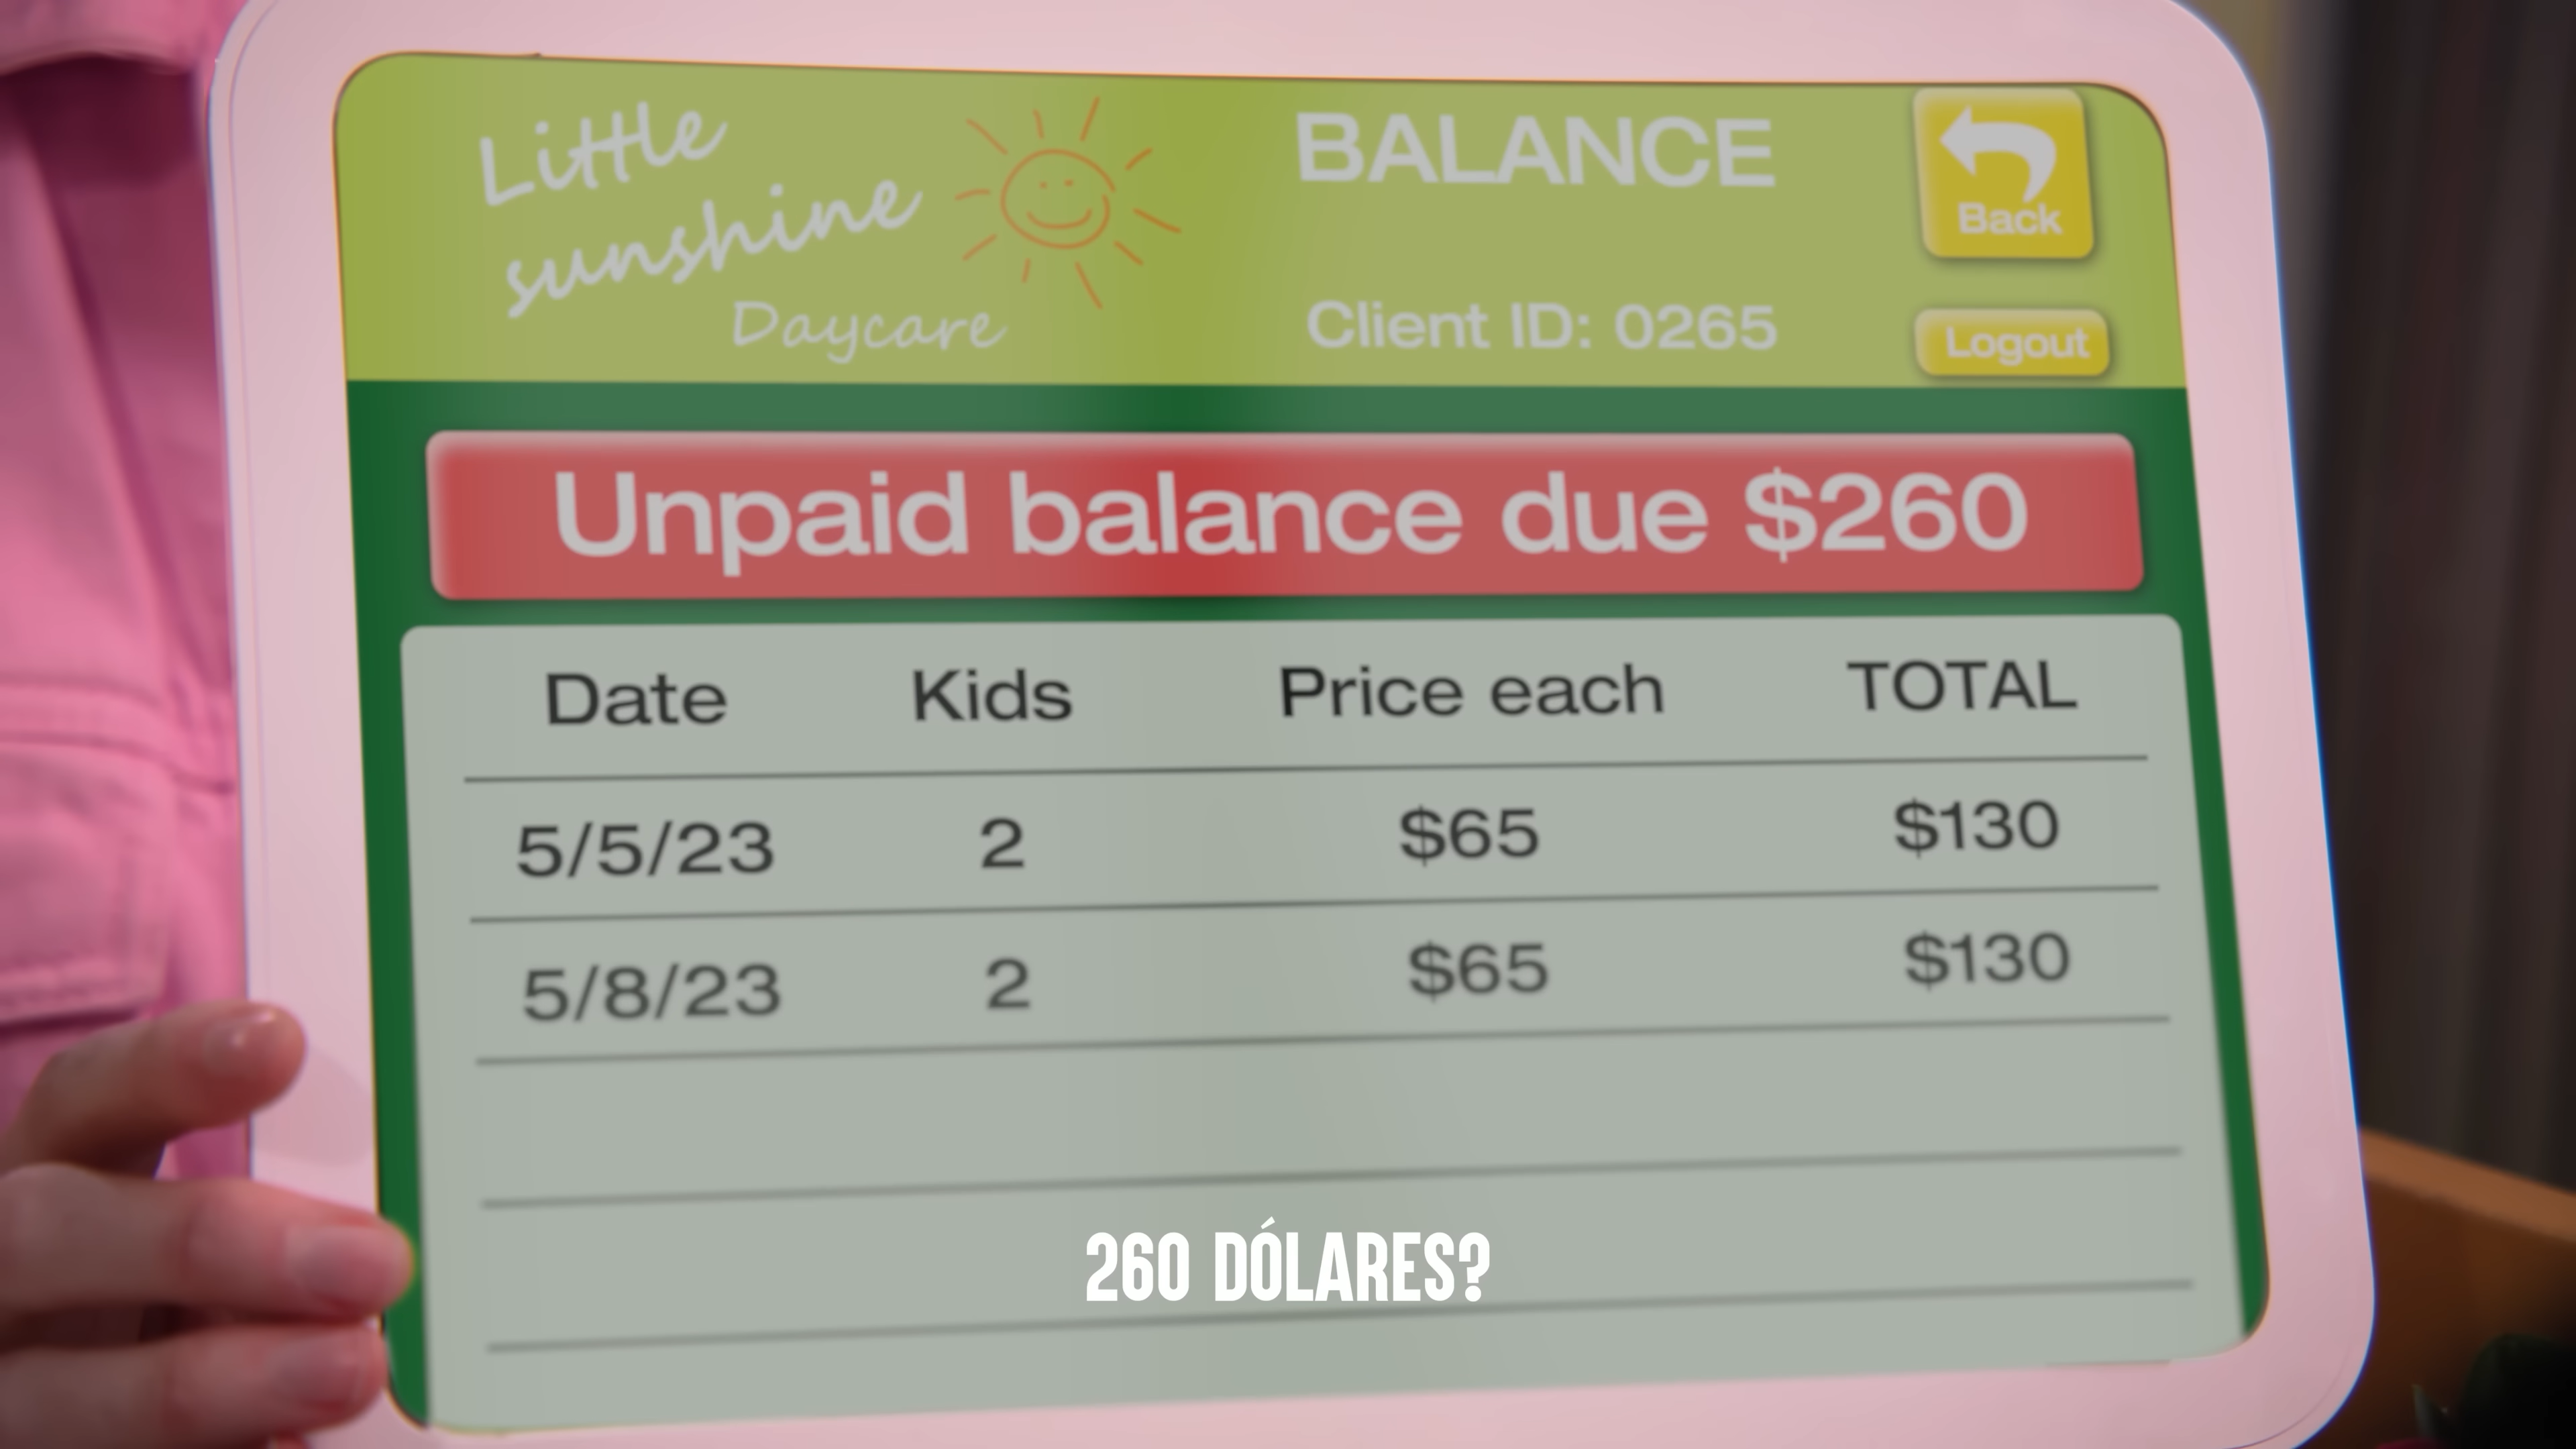 Little
sunshine
Daycare
BALANCE
Client ID: 0265
Back
Logout
Unpaid balance due $260
Date Kids Price each TOTAL
5/5/23 2 $65 $130
5/8/23 2 $65 $130
260 DÓLARES?